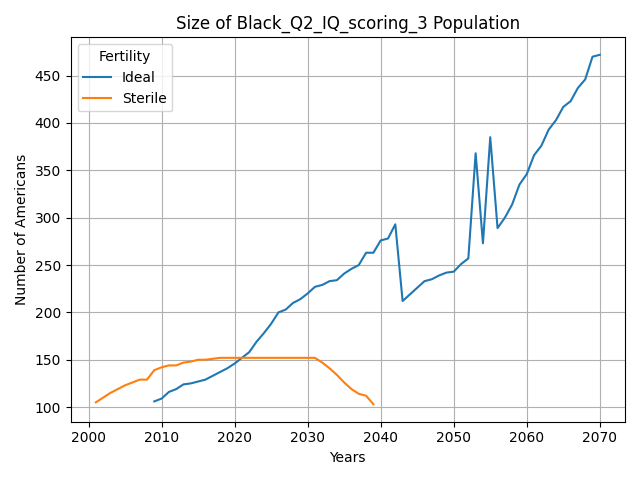 Size of Black_Q2_IQ_scoring_3 Population
Fertility
Ideal
Sterile
Number of Americans
450
400
350
300
250
200
150
100
2000 2010 2020 2030 2040 2050 2060 2070
Years